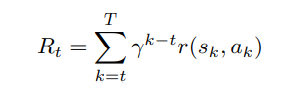 $R_t = \sum_{k=t}^{T} \gamma^{k-t} r(s_k, a_k)$